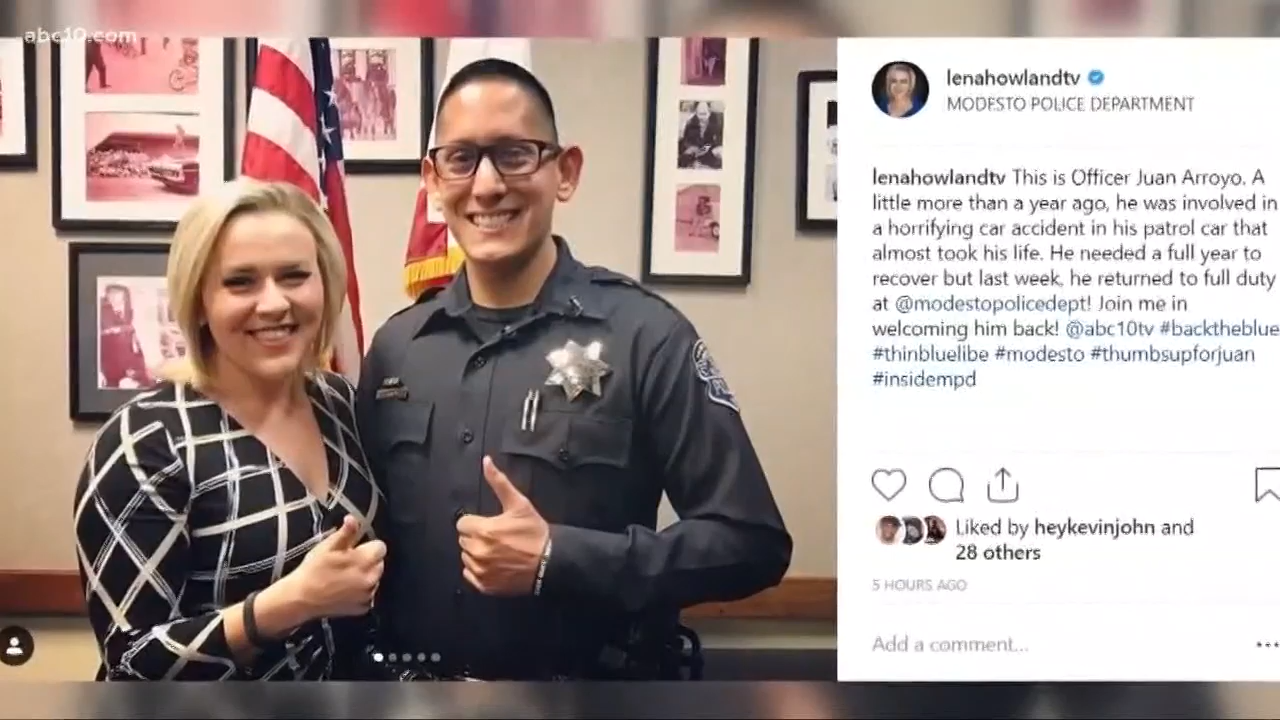 abc10.com
lenahowlandtv
MODESTO POLICE DEPARTMENT
lenahowlandtv This is Officer Juan Arroyo. A
little more than a year ago, he was involved in
a horrifying car accident in his patrol car that
almost took his life. He needed a full year to
recover but last week, he returned to full duty
at @modestopolicedept! Join me in
welcoming him back! @abc10tv #backtheblue
#thinbluelibe #modesto #thumbsupforjuan
#insidempd
Liked by heykevinjohn and
28 others
5 HOURS AGO
Add a comment...